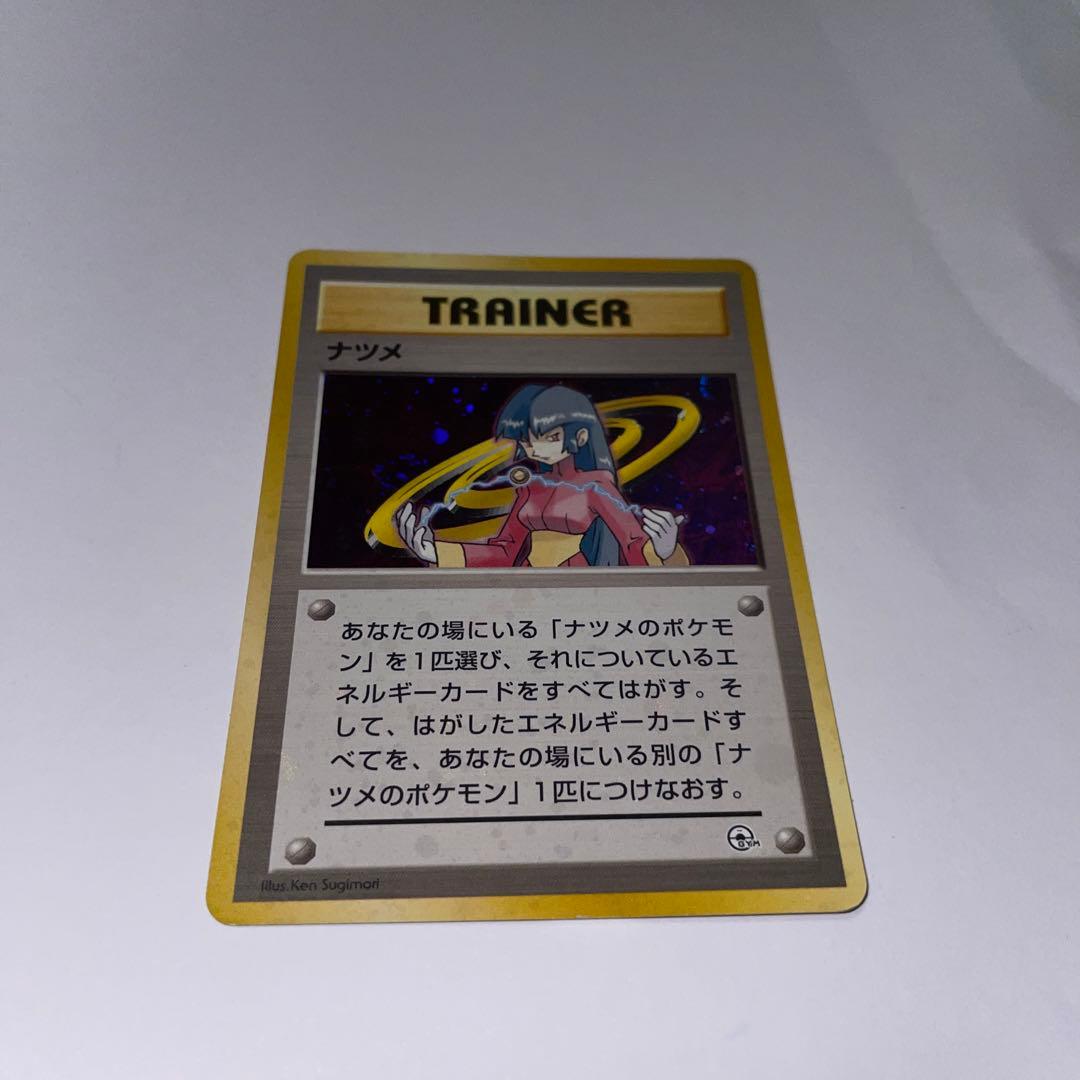 TRAINER
ナツメ
あなたの場にいる「ナツメのポケモ
ン」を1匹選び、それについているエ
ネルギーカードをすべてはがす。そ
して、はがしたエネルギーカードす
べてを、あなたの場にいる別の「ナ
ツメのポケモン」1匹につけなおす。
GYM
Illus.Ken Sugimori